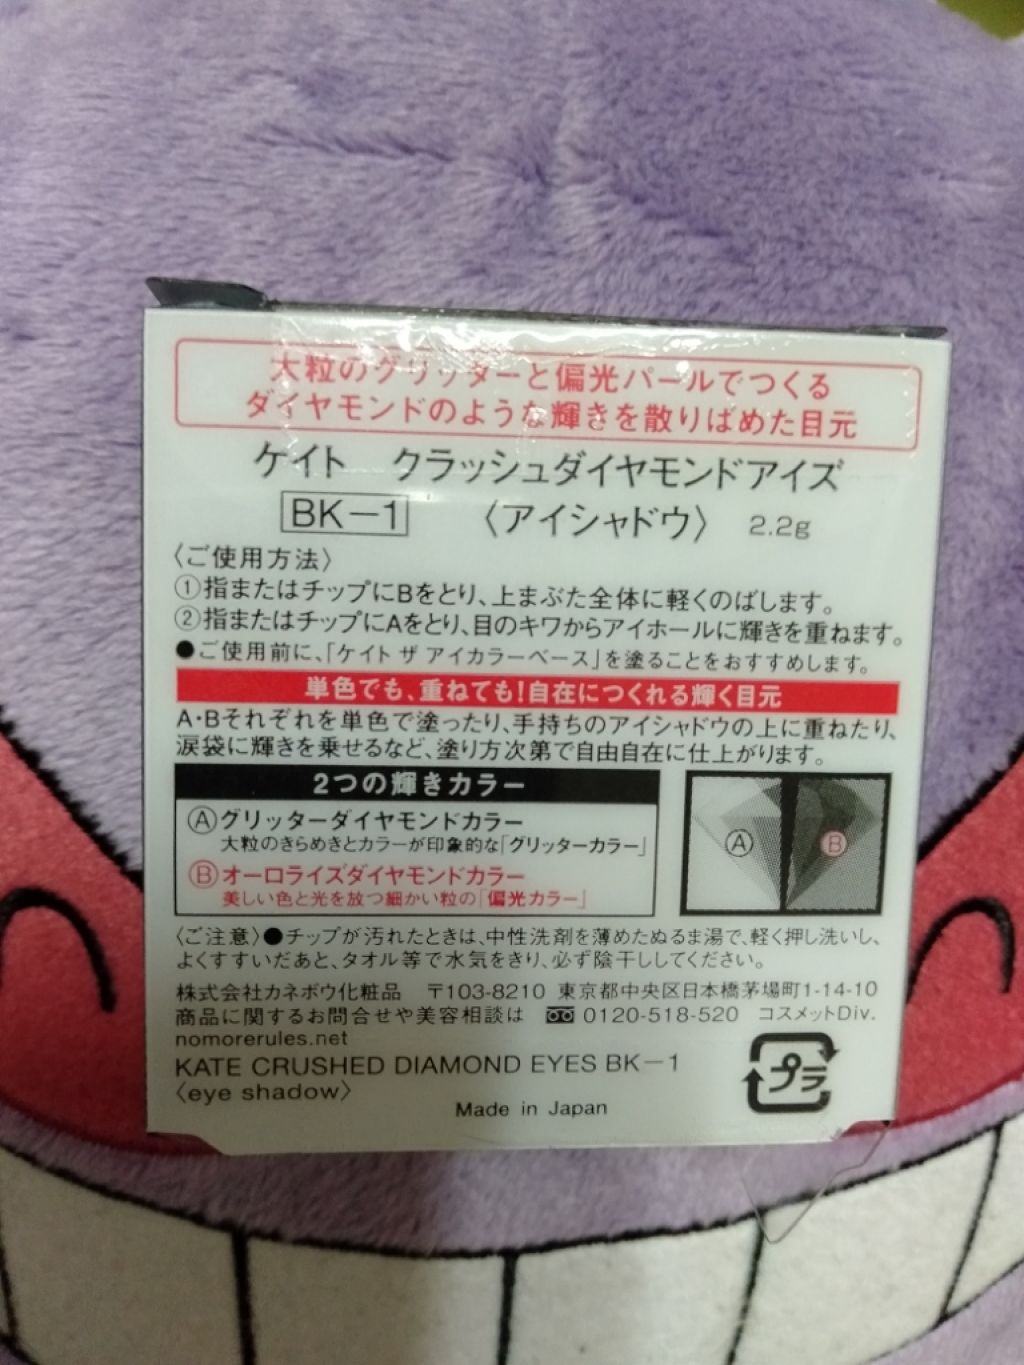 大粒のグリッターと偏光パールでつくる
ダイヤモンドのような輝きを散りばめた目元
ケイト クラッシュダイヤモンドアイズ
BK−1 〈アイシャドウ〉 2.2g
〈ご使用方法〉
①指またはチップにBをとり、上まぶた全体に軽くのばします。
②指またはチップにAをとり、目のキワからアイホールに輝きを重ねます。
●ご使用前に、「ケイト ザ アイカラーベース」を塗ることをおすすめします。
単色でも、重ねても!自在につくれる輝く目元
A・Bそれぞれを単色で塗ったり、手持ちのアイシャドウの上に重ねたり、
涙袋に輝きを乗せるなど、塗り方次第で自由自在に仕上がります。
2つの輝きカラー
Ⓐグリッターダイヤモンドカラー
大粒のきらめきとカラーが印象的な「グリッターカラー」
Ⓑオーロライズダイヤモンドカラー
美しい色と光を放つ細かい粒の「偏光カラー」
Ⓐ Ⓑ
〈ご注意〉●チップが汚れたときは、中性洗剤を薄めたぬるま湯で、軽く押し洗いし、
よくすすいだあと、タオル等で水気をきり、必ず陰干ししてください。
株式会社カネボウ化粧品 〒103-8210 東京都中央区日本橋茅場町1-14-10
商品に関するお問合せや美容相談は 0120-518-520 コスメットDiv.
nomorerules.net
KATE CRUSHED DIAMOND EYES BK−1
〈eye shadow〉
Made in Japan
プラ